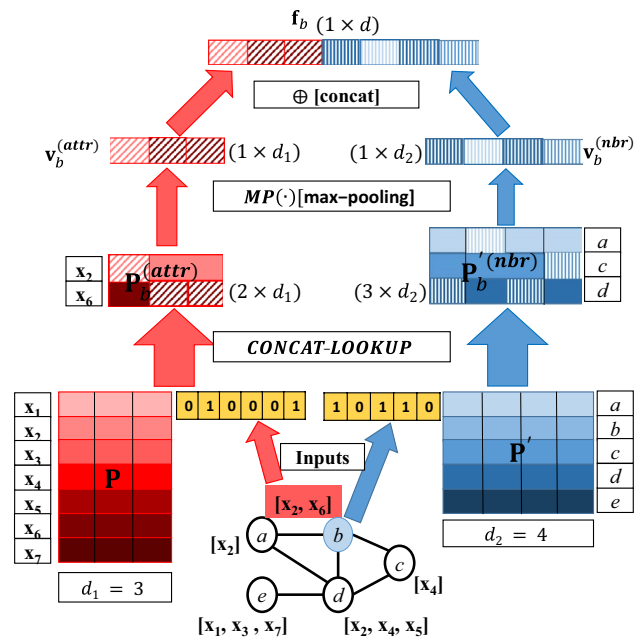 f_b (1 × d)
⊕ [concat]
v_b^(attr)
(1 × d_1)
(1 × d_2)
v_b^(nbr)
MP(·)[max−pooling]
x_2
x_6
P_b^(attr)
(2 × d_1)
(3 × d_2)
P_b^'(nbr)
a
c
d
CONCAT-LOOKUP
x_1
x_2
x_3
x_4
x_5
x_6
x_7
P
0 1 0 0 0 1
1 0 1 1 0
P'
a
b
c
d
e
Inputs
d_1 = 3
d_2 = 4
[x_2, x_6]
[x_2]
a
b
c
[x_4]
e
d
[x_1, x_3 , x_7]
[x_2, x_4, x_5]